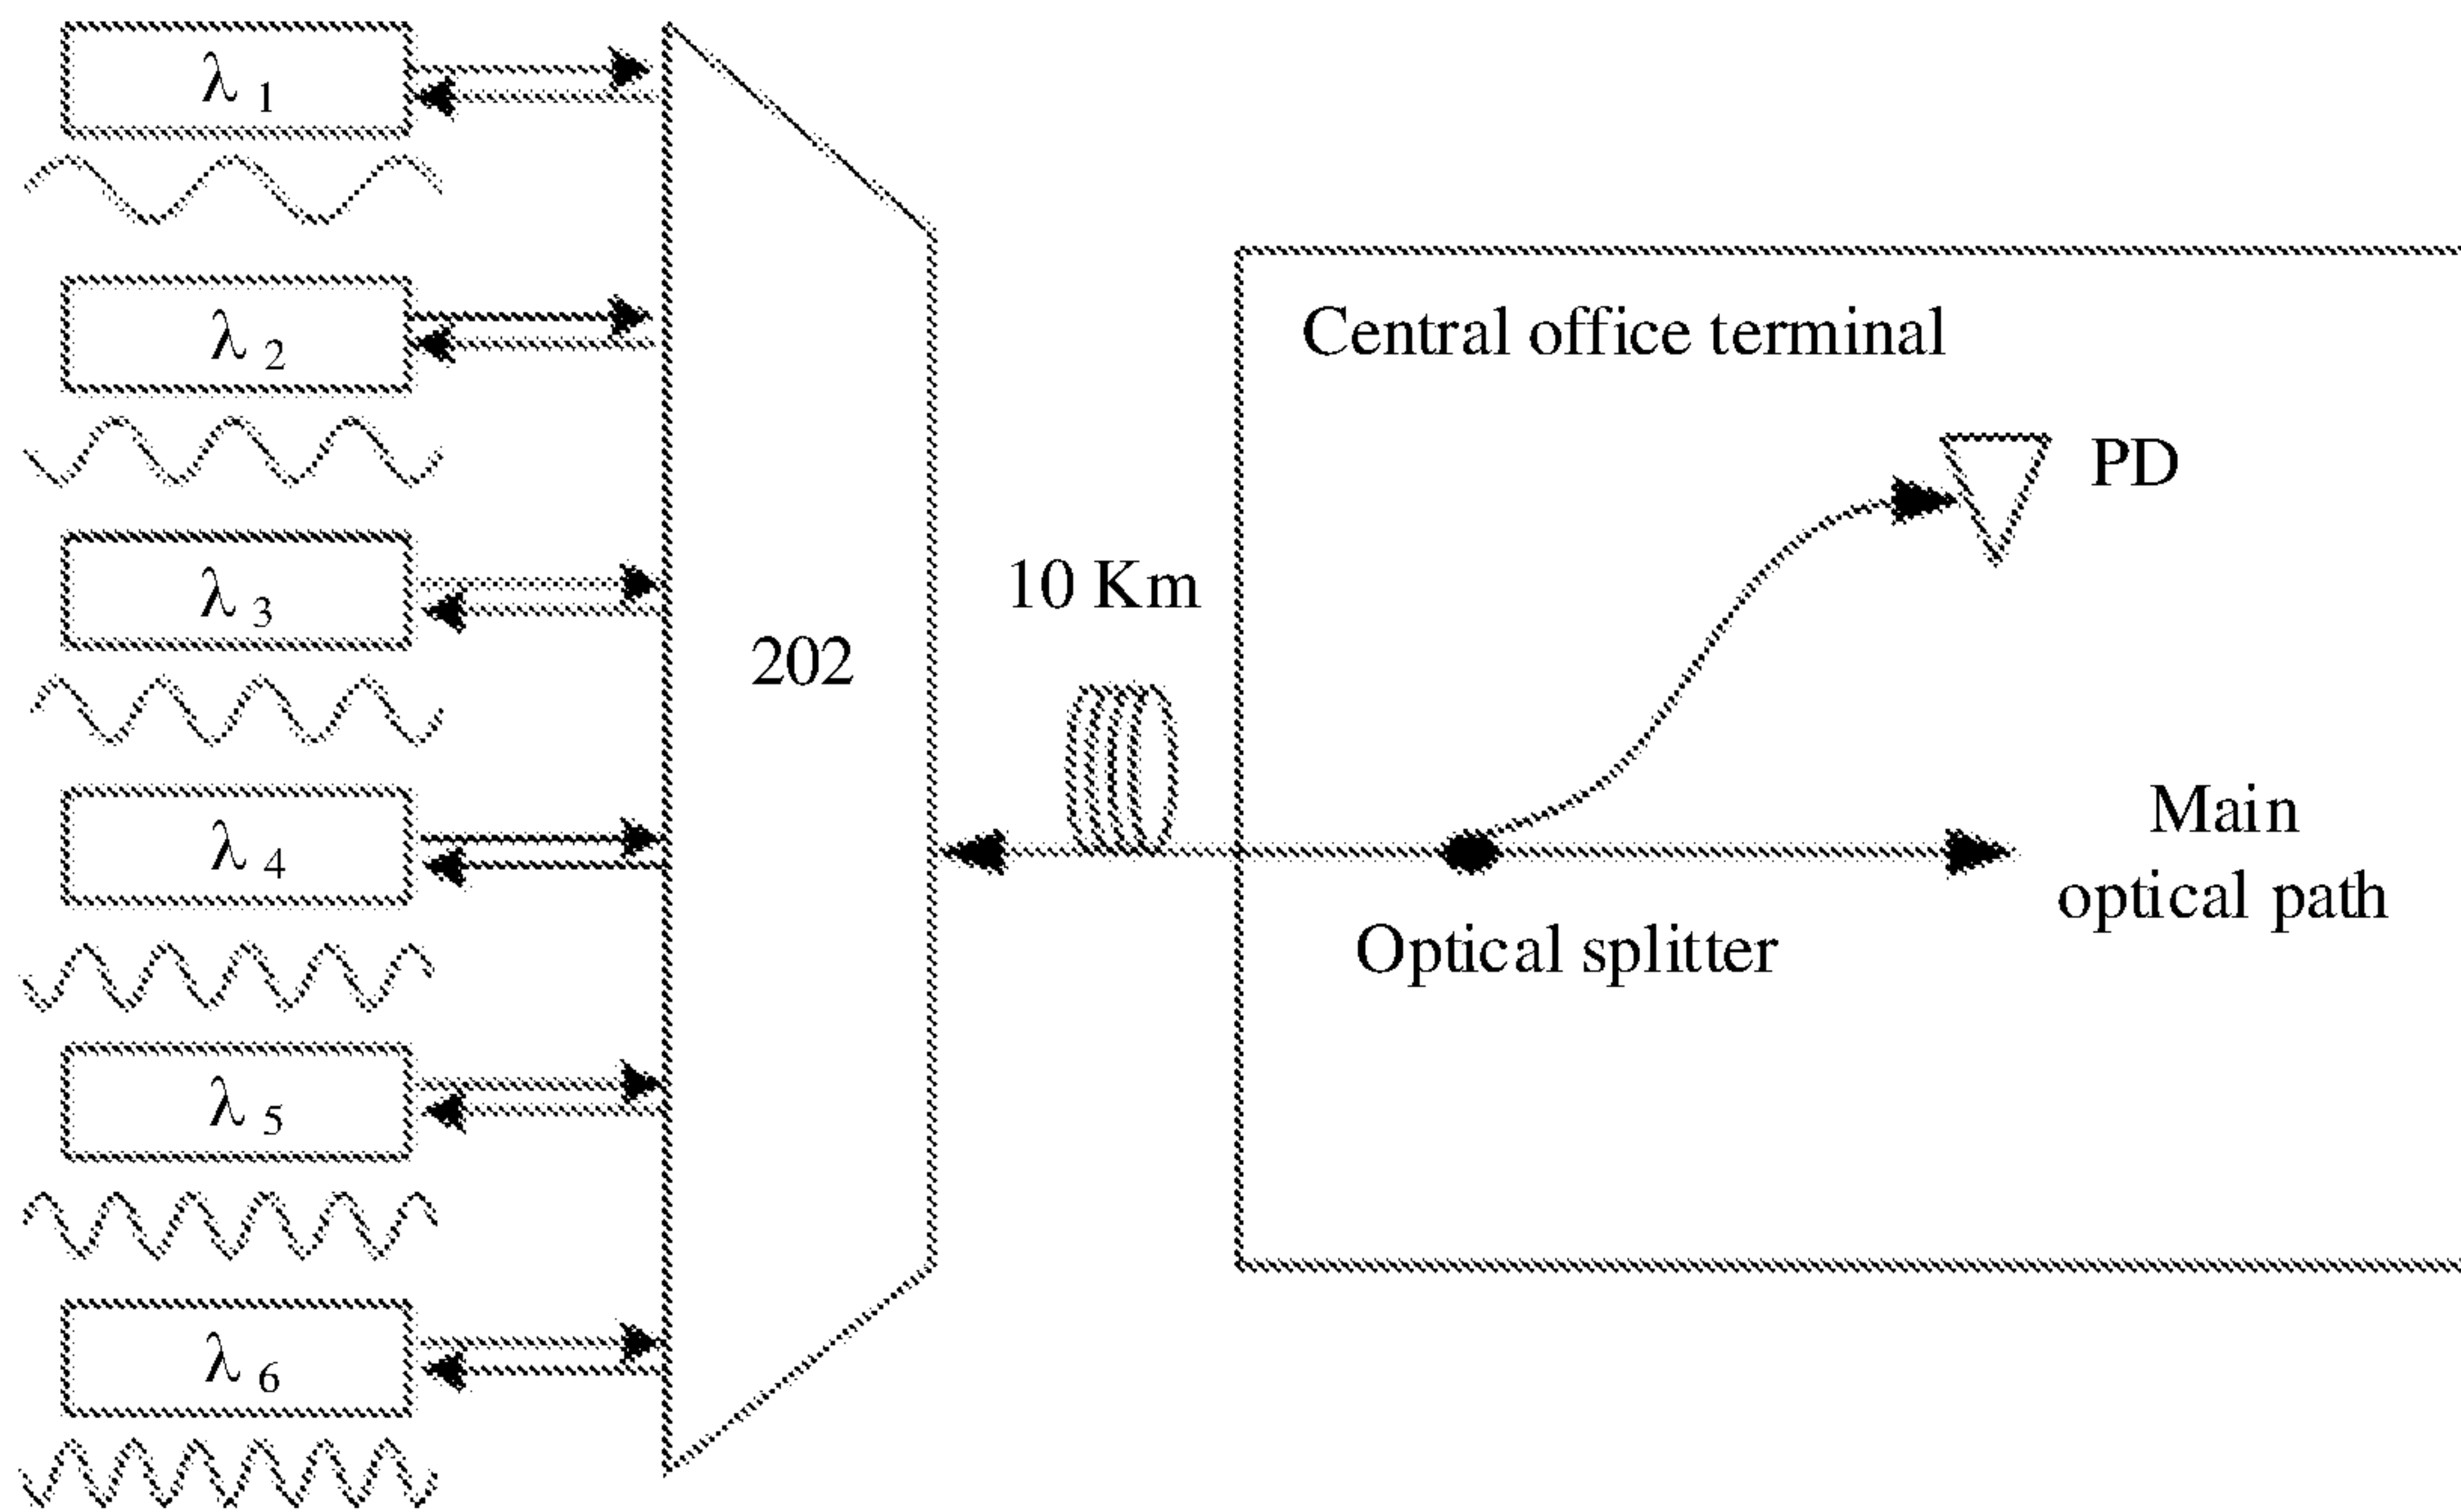 λ 1
λ 2
λ 3
λ 4
λ 5
λ 6
202
10 Km
Central office terminal
PD
Main
optical path
Optical splitter